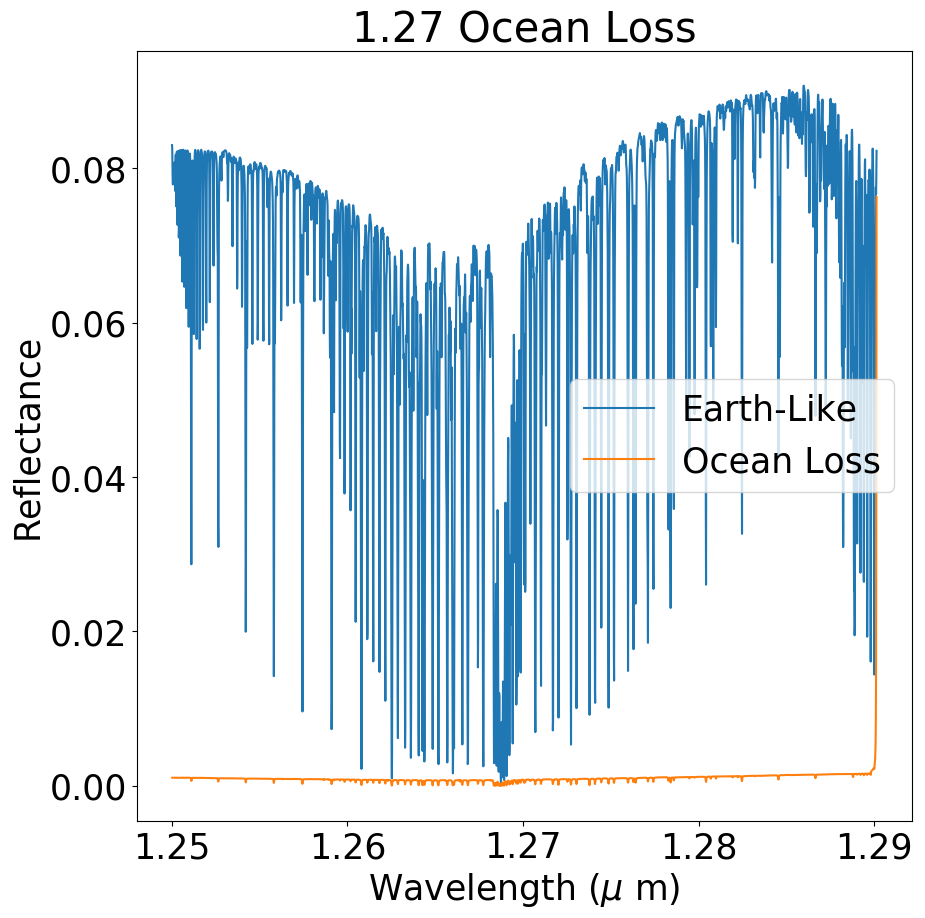 1.27 Ocean Loss
Reflectance
0.08
0.06
0.04
0.02
0.00
Earth-Like
Ocean Loss
1.25 1.26 1.27 1.28 1.29
Wavelength (μ m)